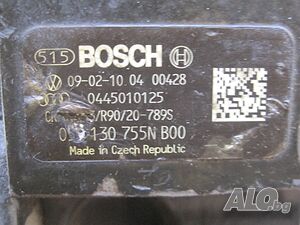 515 BOSCH
09-02-10 04 00428
0445010125
/R90/20-789S
130 755N B00
Made in Czech Republic
ALO.bg